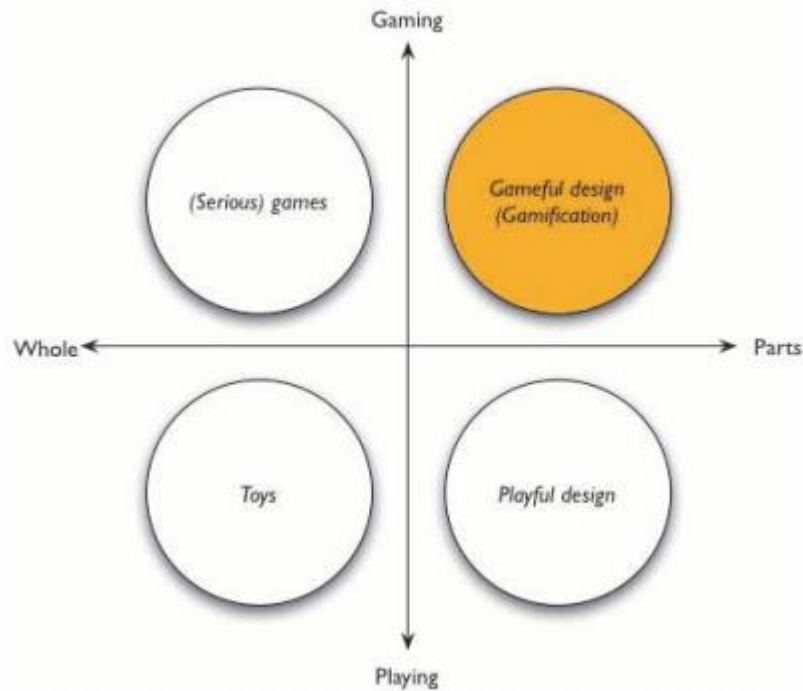 Gaming
(Serious) games
Gameful design
(Gamification)
Whole
Parts
Toys
Playful design
Playing